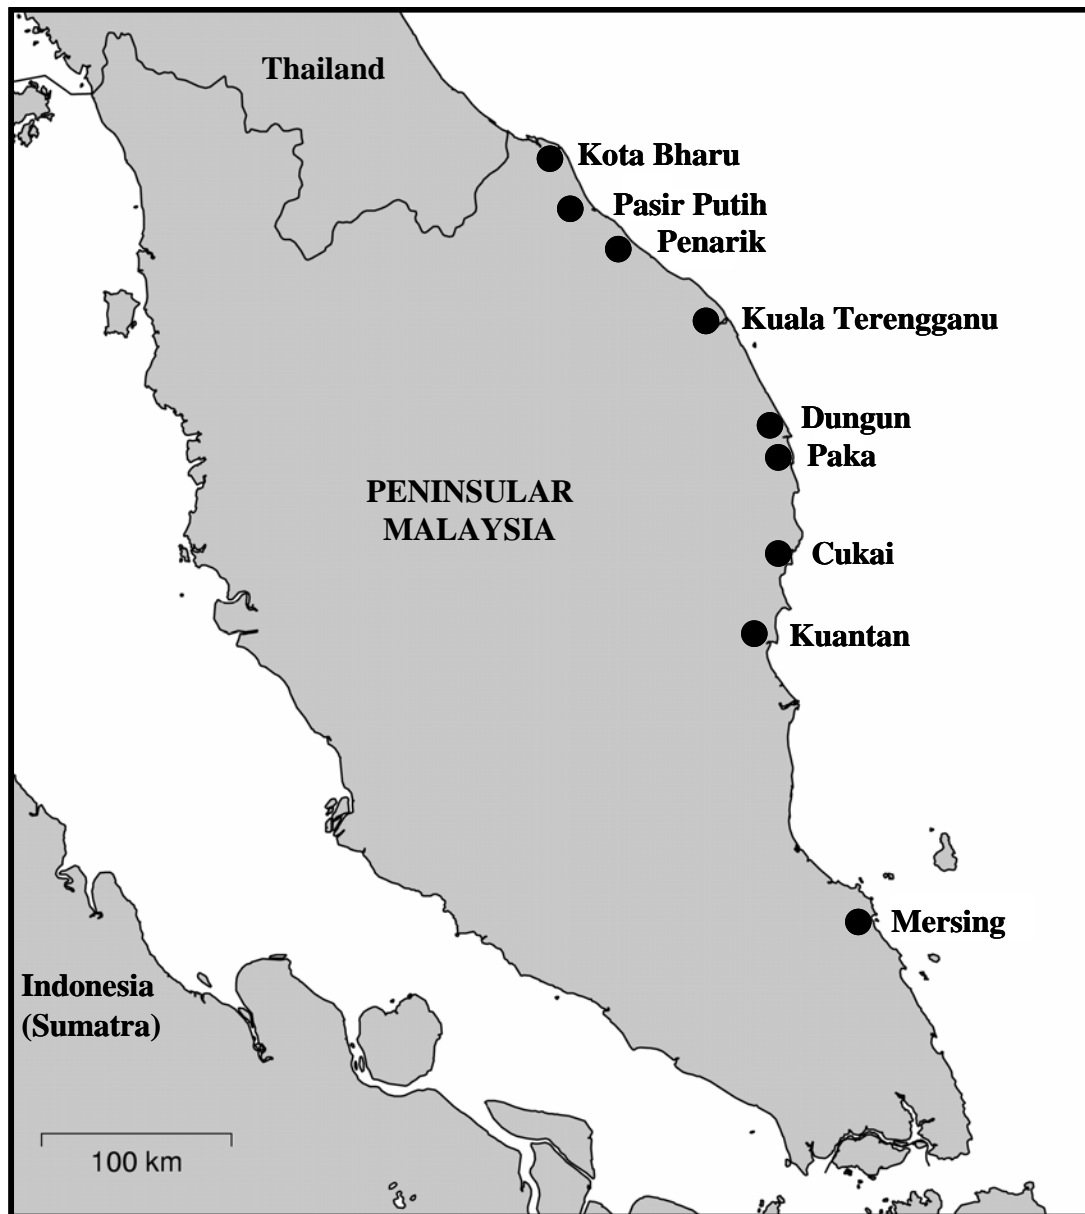 Thailand
Kota Bharu
Pasir Putih
Penarik
Kuala Terengganu
Dungun
Paka
PENINSULAR
MALAYSIA
Cukai
Kuantan
Mersing
Indonesia
(Sumatra)
100 km